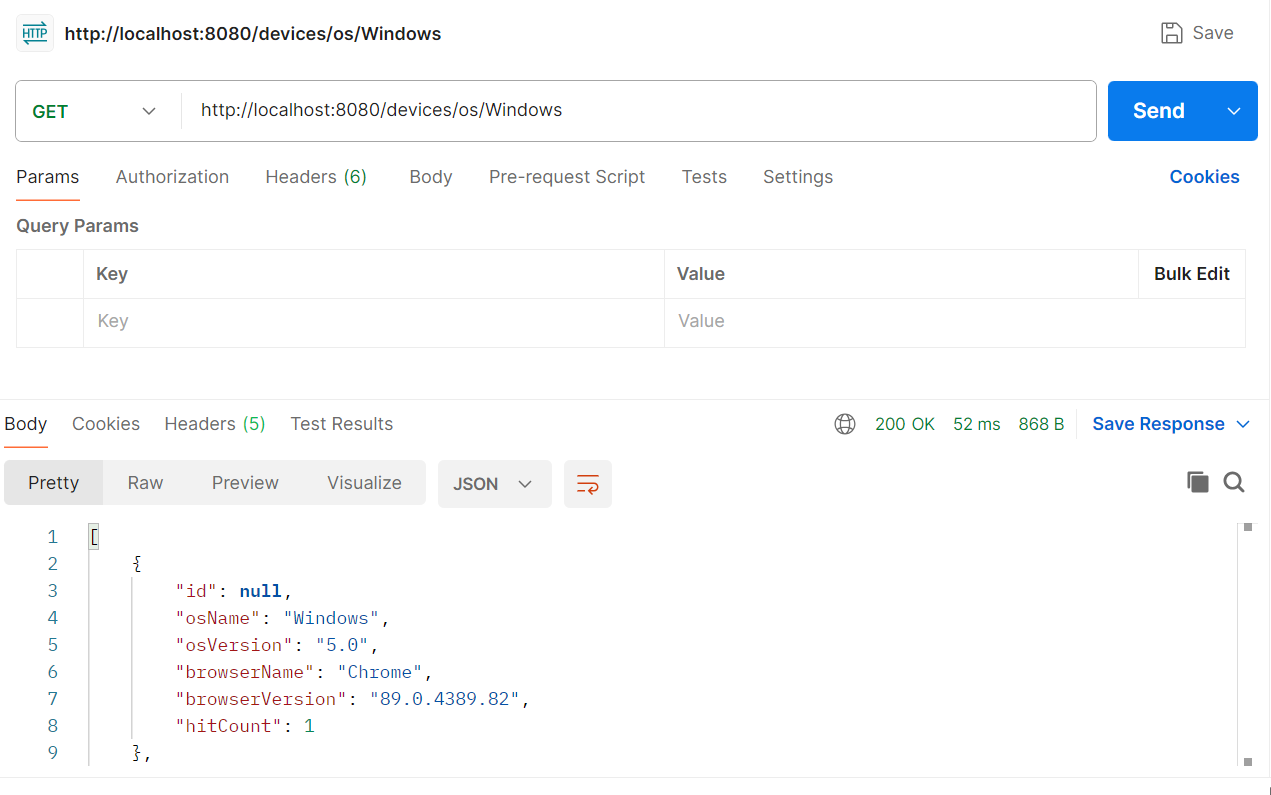 HTTP http://localhost:8080/devices/os/Windows Save
GET http://localhost:8080/devices/os/Windows Send
Params Authorization Headers (6) Body Pre-request Script Tests Settings Cookies
Query Params
Key Value Bulk Edit
Key Value
Body Cookies Headers (5) Test Results 200 OK 52 ms 868 B Save Response
Pretty Raw Preview Visualize JSON
1 [
2 {
3 "id": null,
4 "osName": "Windows",
5 "osVersion": "5.0",
6 "browserName": "Chrome",
7 "browserVersion": "89.0.4389.82",
8 "hitCount": 1
9 },